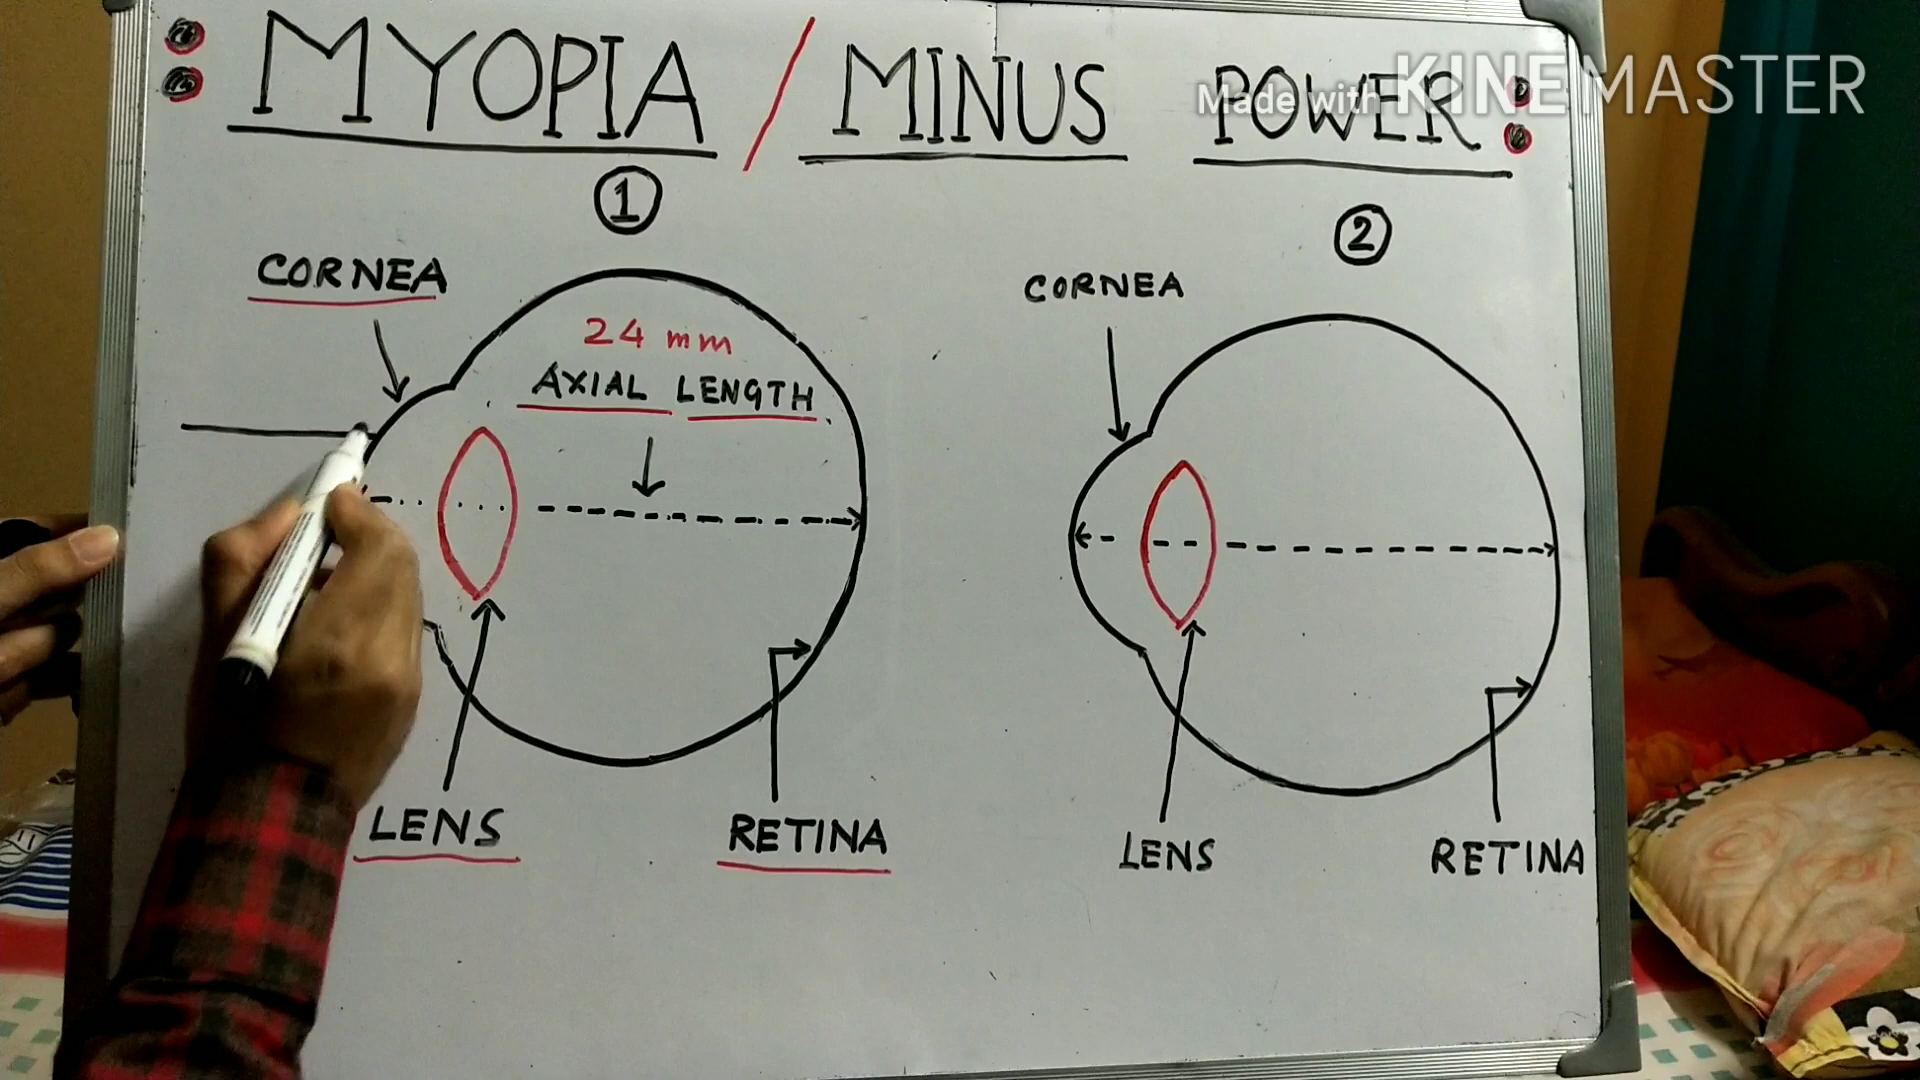 MYOPIA / MINUS POWER
Made with KINEMASTER
1
CORNEA
24 mm
AXIAL LENGTH
LENS
RETINA
2
CORNEA
LENS
RETINA